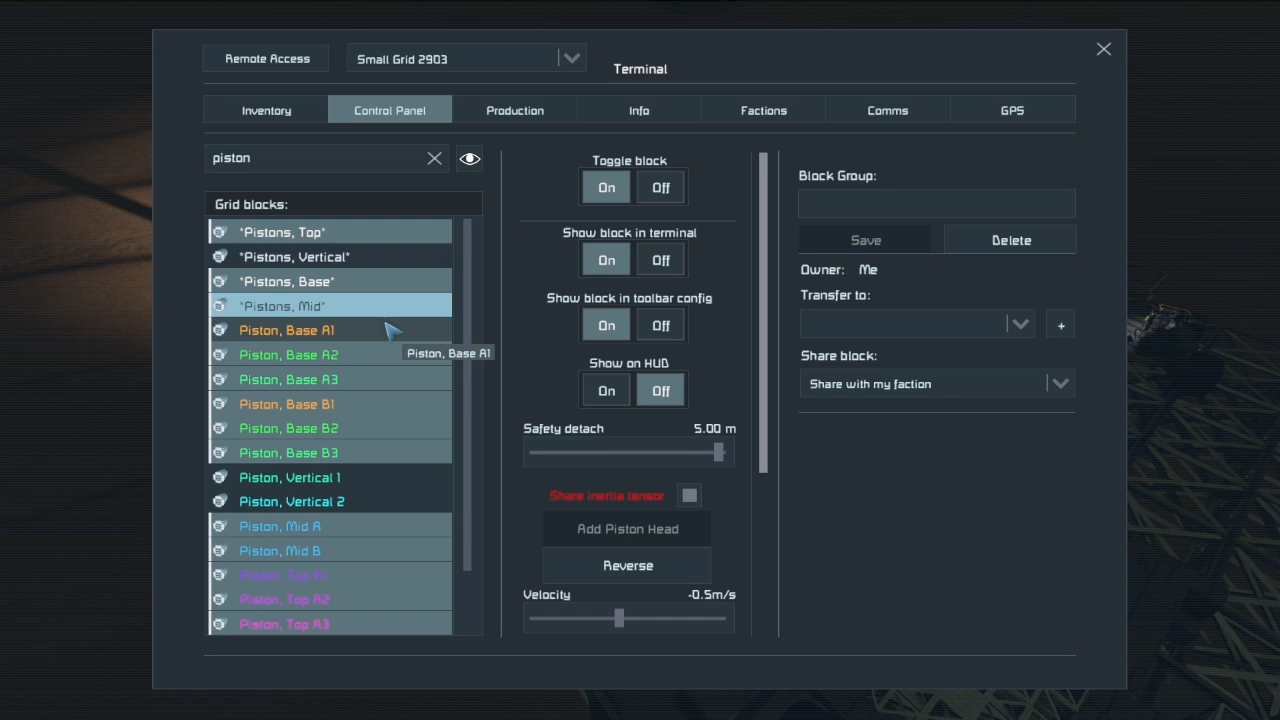 Remote Access
Small Grid 2903
Terminal
Inventory
Control Panel
Production
Info
Factions
Comms
GPS
piston
Grid blocks:
*Pistons, Top*
*Pistons, Vertical*
*Pistons, Base*
*Pistons, Mid*
Piston, Base A1
Piston, Base A1
Piston, Base A2
Piston, Base A3
Piston, Base B1
Piston, Base B2
Piston, Base B3
Piston, Vertical 1
Piston, Vertical 2
Piston, Mid A
Piston, Mid B
Piston, Top A1
Piston, Top A2
Piston, Top A3
Toggle block
On Off
Show block in terminal
On Off
Show block in toolbar config
On Off
Show on HUD
On Off
Safety detach 5.00 m
Share inertia tensor
Add Piston Head
Reverse
Velocity -0.5m/s
Block Group:
Save Delete
Owner: Me
Transfer to:
+
Share block:
Share with my faction